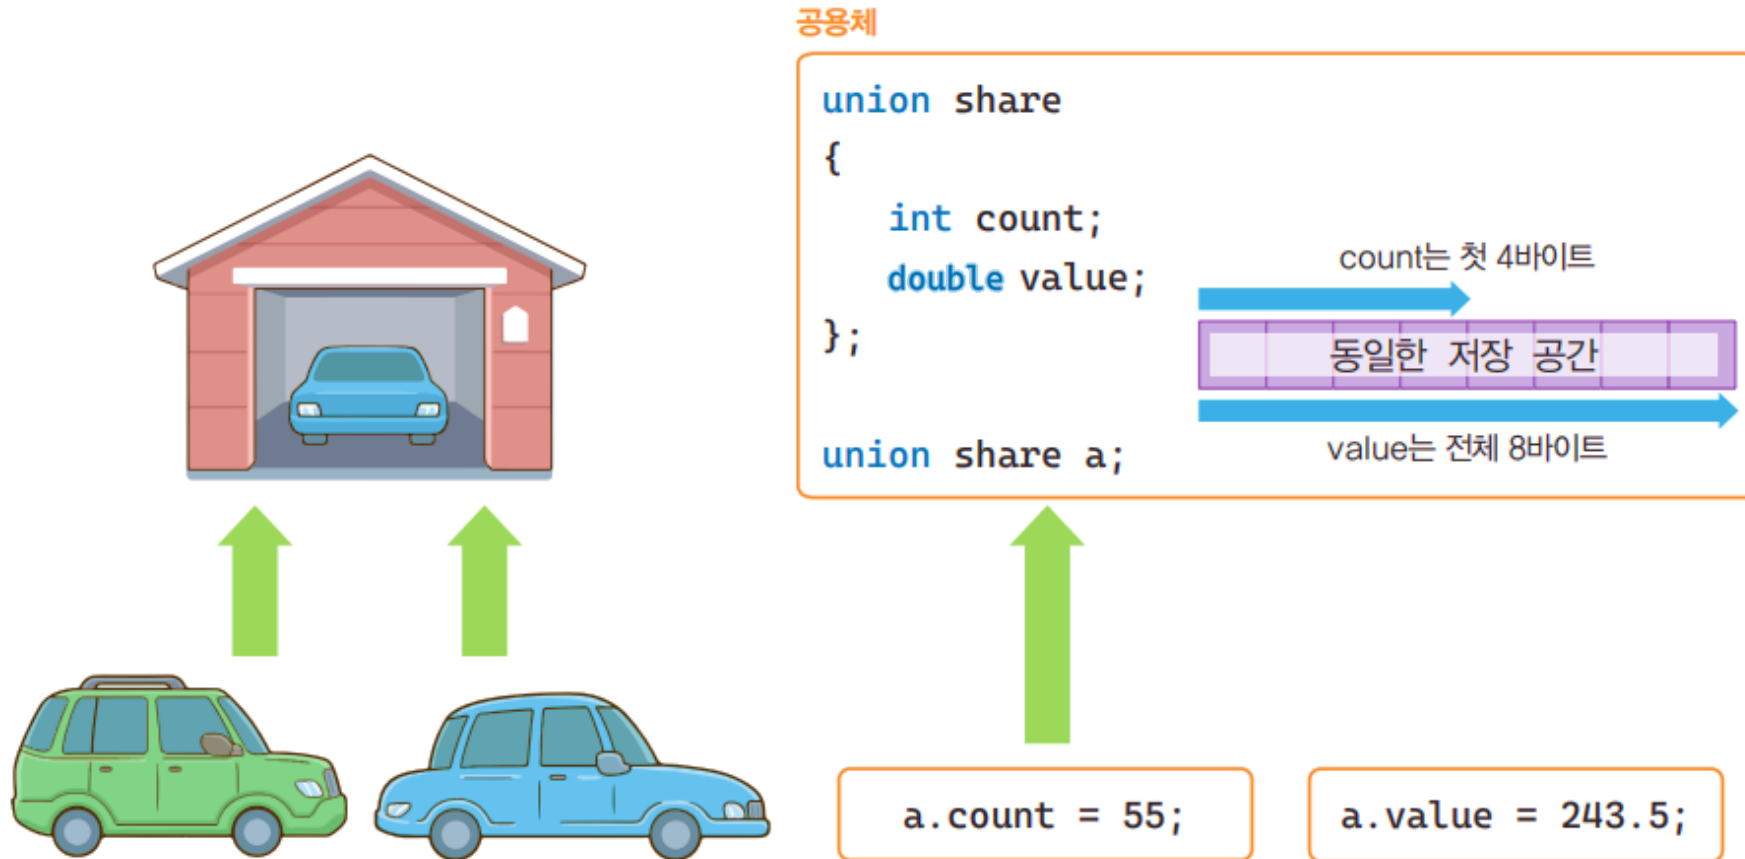 공용체
union share
{
int count;
double value;
};
union share a;
count는 첫 4바이트
동일한 저장 공간
value는 전체 8바이트
a.count = 55;
a.value = 243.5;